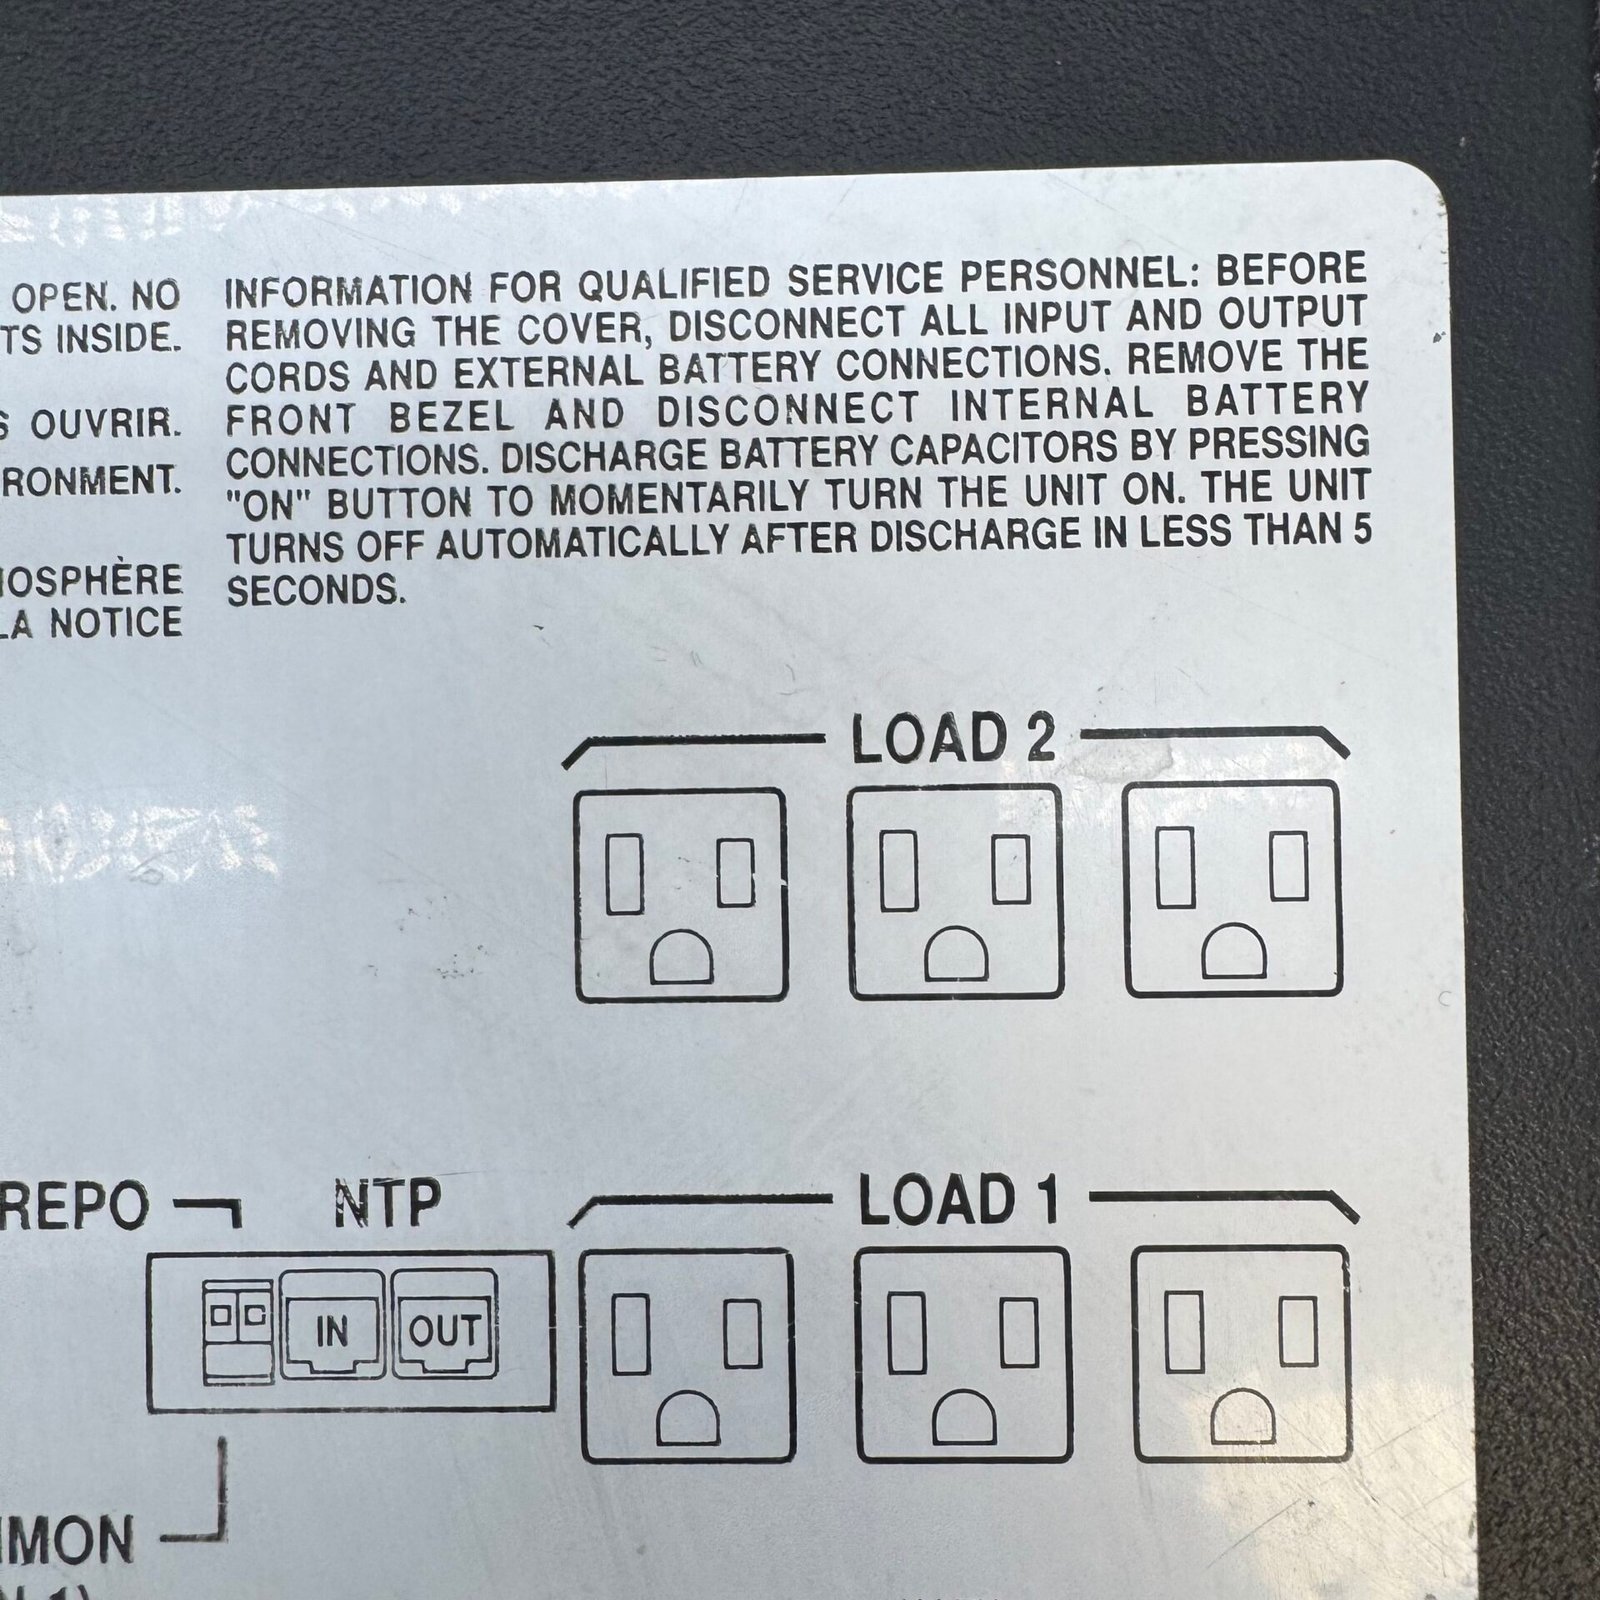 OPEN. NO
TS INSIDE.
S OUVRIR.
RONMENT.
OSPHÈRE
LA NOTICE
INFORMATION FOR QUALIFIED SERVICE PERSONNEL: BEFORE
REMOVING THE COVER, DISCONNECT ALL INPUT AND OUTPUT
CORDS AND EXTERNAL BATTERY CONNECTIONS. REMOVE THE
FRONT BEZEL AND DISCONNECT INTERNAL BATTERY
CONNECTIONS. DISCHARGE BATTERY CAPACITORS BY PRESSING
"ON" BUTTON TO MOMENTARILY TURN THE UNIT ON. THE UNIT
TURNS OFF AUTOMATICALLY AFTER DISCHARGE IN LESS THAN 5
SECONDS.
LOAD 2
REPO
NTP
LOAD 1
IN
OUT
MON